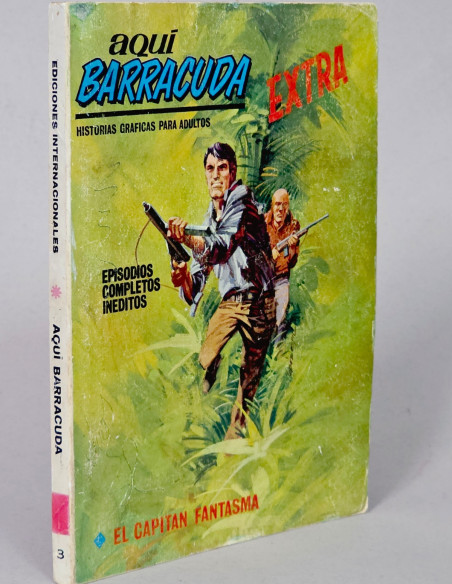 EDICIONES INTERNACIONALES
AQUÍ BARRACUDA
3
aquí
BARRACUDA
EXTRA
HISTORIAS GRAFICAS PARA ADULTOS
EPISODIOS
COMPLETOS
INEDITOS
EL CAPITAN FANTASMA